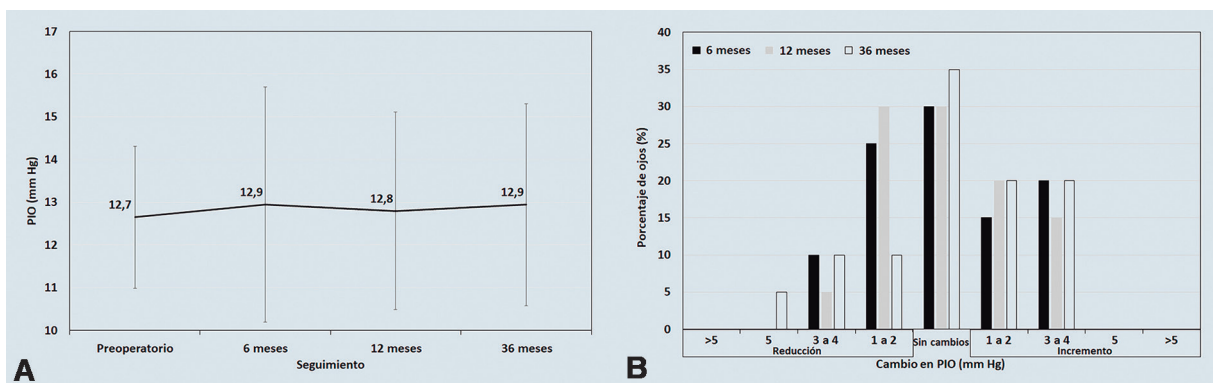 17
16
15
14
13
12
11
10
PIO (mm Hg)
12,7
12,9
12,8
12,9
Preoperatorio 6 meses 12 meses 36 meses
Seguimiento
A
40
35
30
25
20
15
10
5
0
Porcentaje de ojos (%)
6 meses 12 meses 36 meses
>5 5 3 a 4 1 a 2 Sin cambios 1 a 2 3 a 4 5 >5
Reducción Incremento
Cambio en PIO (mm Hg)
B